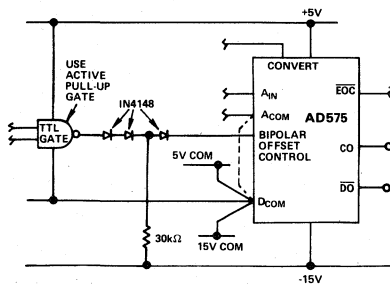 +5V
USE
ACTIVE
PULL-UP
GATE
CONVERT
IN4148
AIN
EOC
ACOM
AD575
TTL
GATE
BIPOLAR
OFFSET
CONTROL
CO
5V COM
DO
DCOM
30kΩ
15V COM
-15V